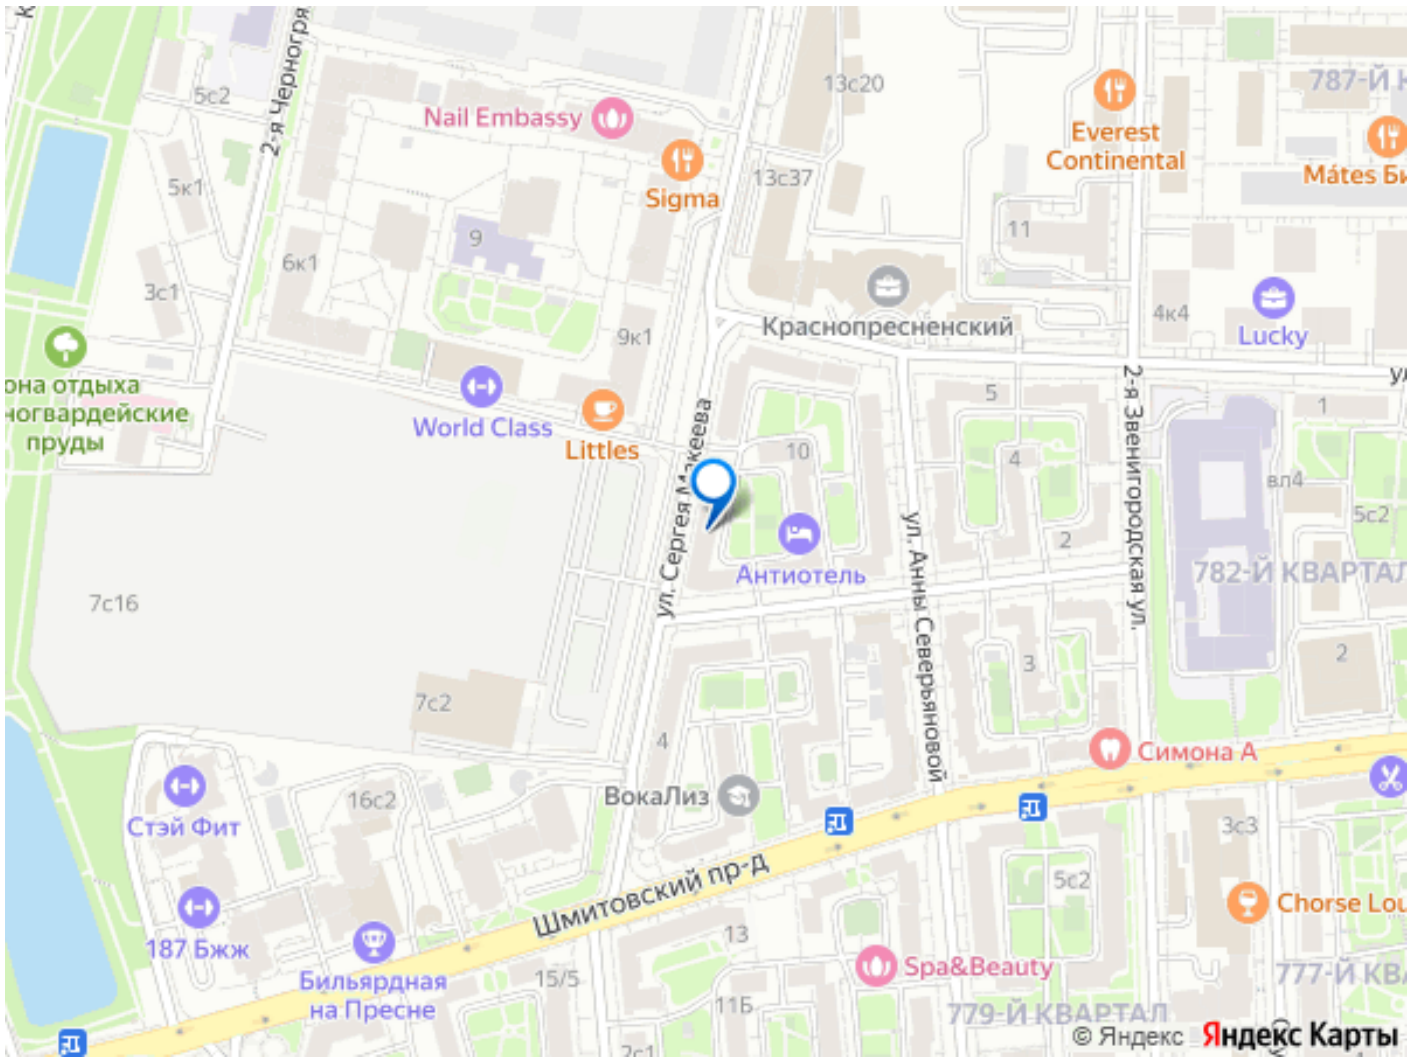 2-я Черногря
5с2
13с20
787-Й К
Nail Embassy
Everest
Continental
Mátes Би
5к1
13с37
Sigma
9
11
6к1
3с1
4к4
9к1
Краснопресненский
Lucky
она отдыха
ногвардейские
пруды
World Class
Littles
ул. Сергея Макеева
5
2-я Звенигородская ул.
ул
1
10
4
вл4
5с2
ул. Анны Северьяновой
2
Антиотель
782-Й КВАРТАЛ
7с16
3
2
7с2
4
Симона А
ВокаЛиз
16с2
Стэй Фит
3с3
Шмитовский пр-д
5с2
Chorse Lou
187 Бжж
13
Бильярдная
на Пресне
15/5
Spa&Beauty
11Б
777-Й КВА
779-Й КВАРТАЛ
2с1
© Яндекс Яндекс Карты